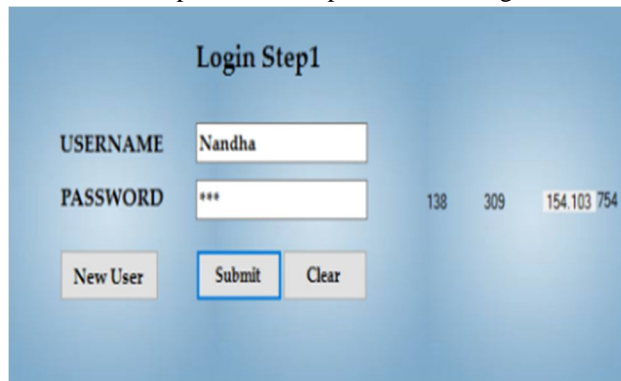 Login Step1
USERNAME Nandha
PASSWORD *** 138 309 154.103 754
New User Submit Clear